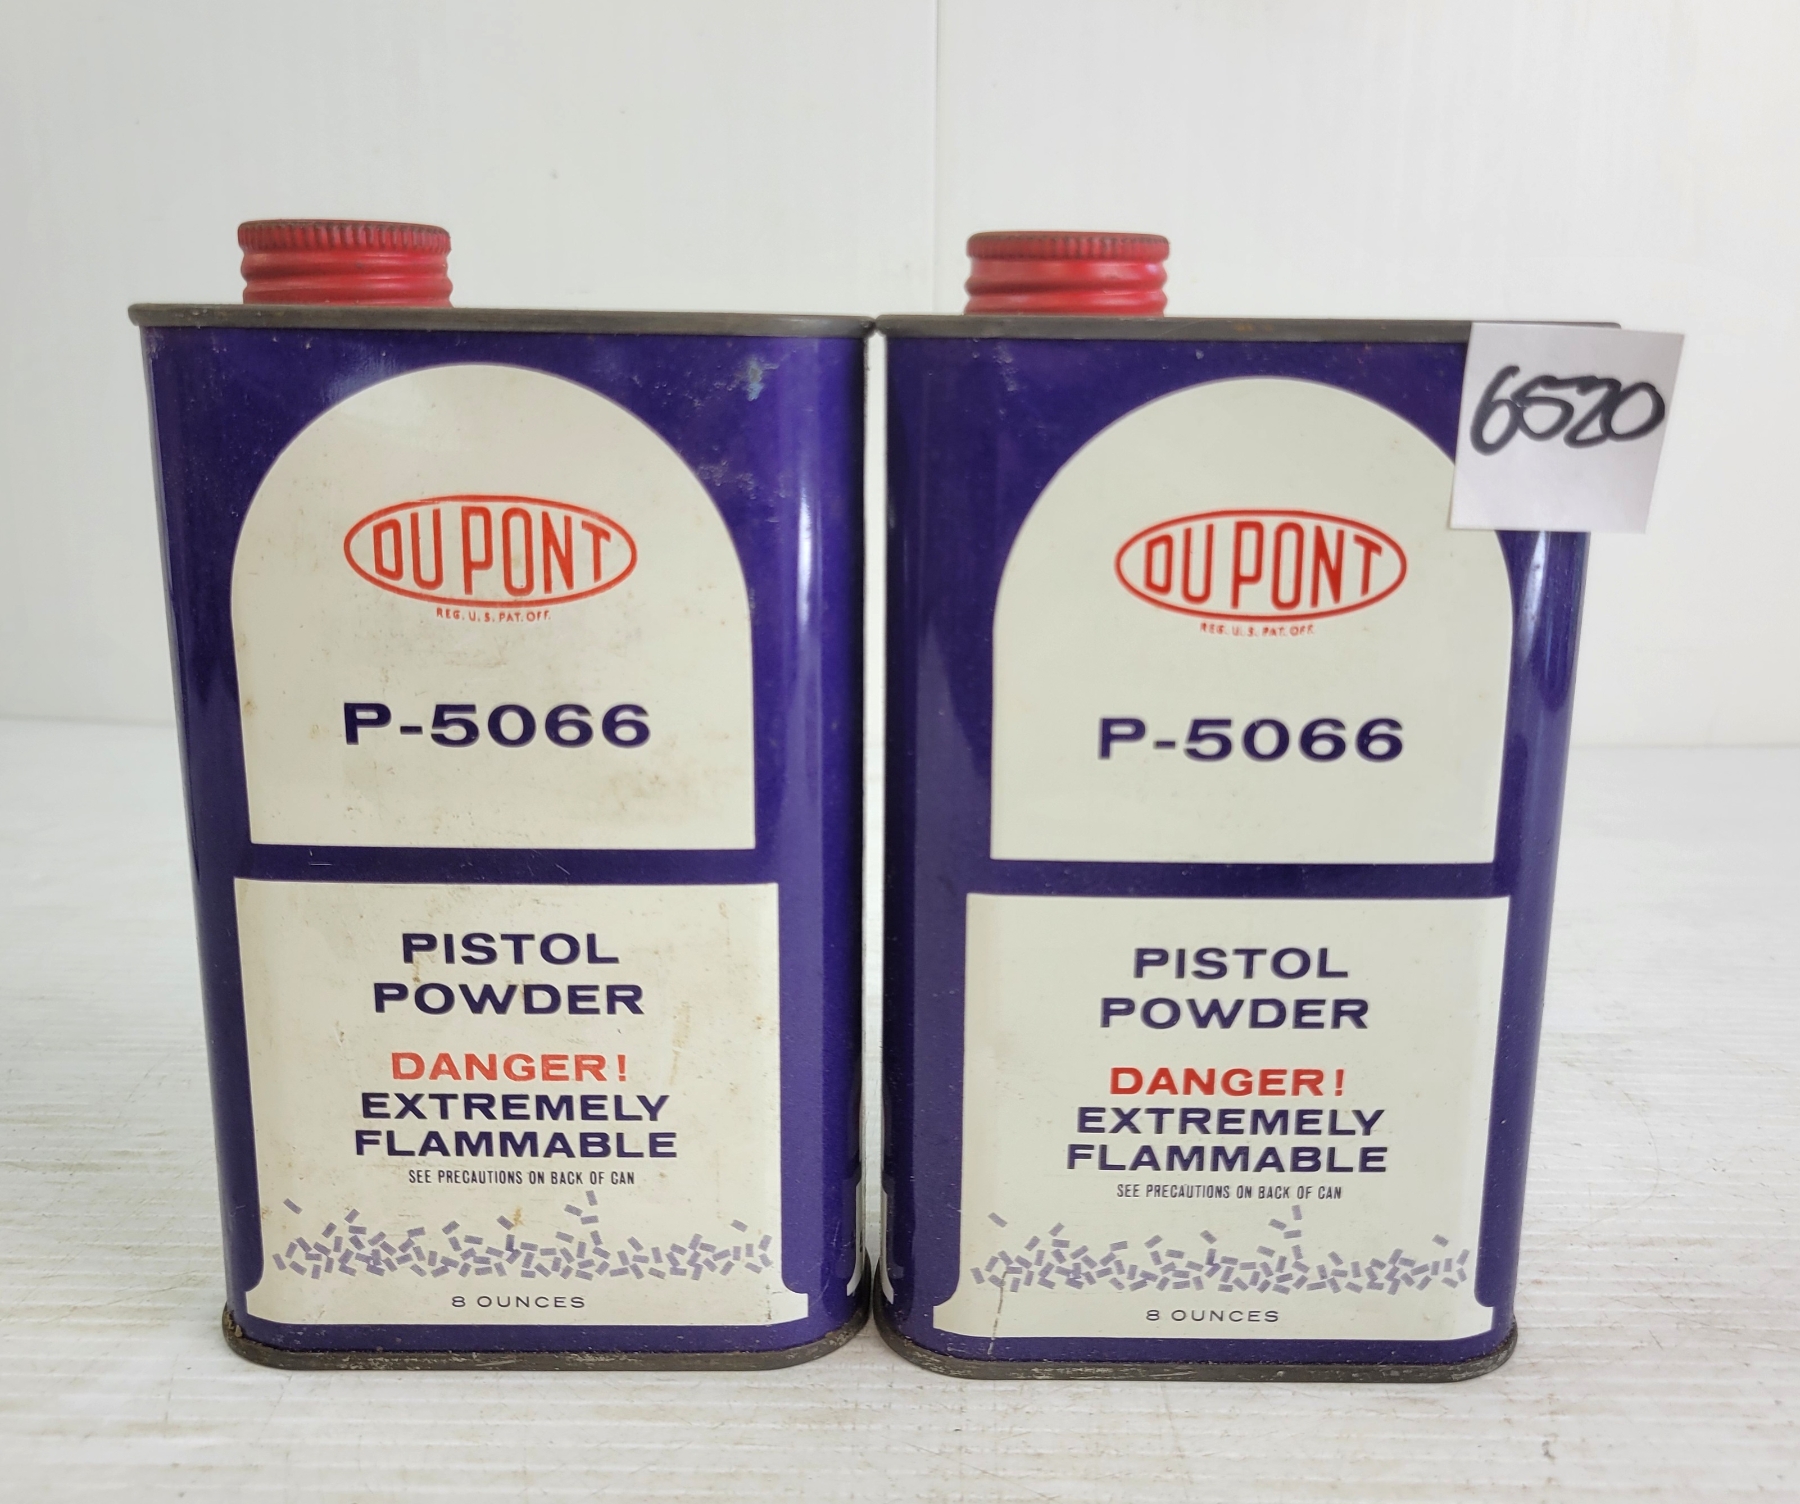 DU PONT
REG. U.S. PAT. OFF.
P-5066
PISTOL
POWDER
DANGER!
EXTREMELY
FLAMMABLE
SEE PRECAUTIONS ON BACK OF CAN
8 OUNCES
6520
DU PONT
REG. U.S. PAT. OFF.
P-5066
PISTOL
POWDER
DANGER!
EXTREMELY
FLAMMABLE
SEE PRECAUTIONS ON BACK OF CAN
8 OUNCES